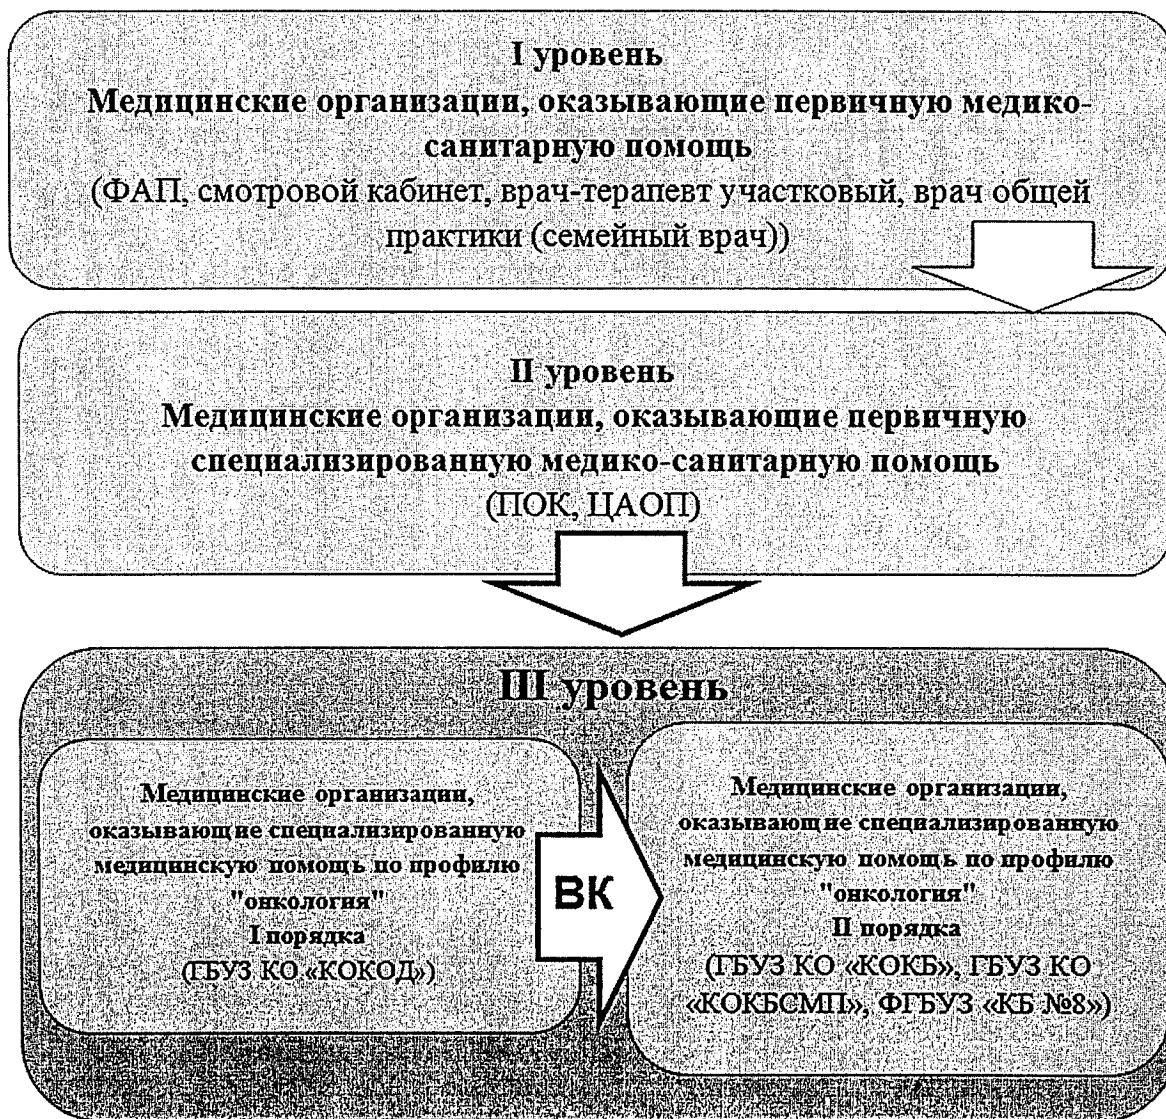 I уровень
Медицинские организации, оказывающие первичную медико-
санитарную помощь
(ФАП, смотровой кабинет, врач-терапевт участковый, врач общей
практики (семейный врач))
II уровень
Медицинские организации, оказывающие первичную
специализированную медико-санитарную помощь
(ПОК, ЦАОП)
III уровень
Медицинские организации,
оказывающие специализированную
медицинскую помощь по профилю
"онкология"
I порядка
(ГБУЗ КО «КОКОД»)
ВК
Медицинские организации,
оказывающие специализированную
медицинскую помощь по профилю
"онкология"
II порядка
(ГБУЗ КО «КОКБ», ГБУЗ КО
«КОКБСМП», ФГБУЗ «КБ №8»)